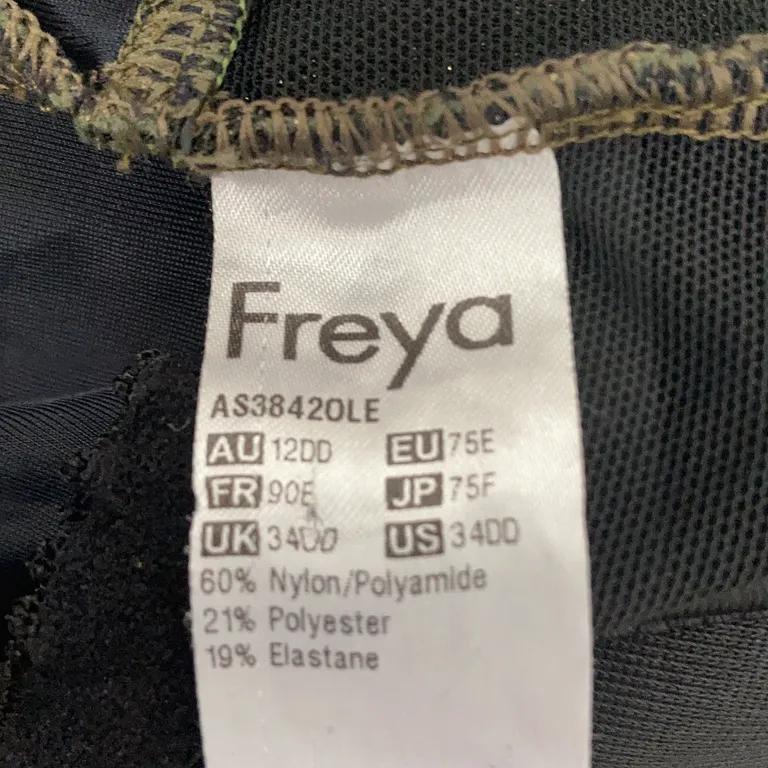 Freya
AS3842OLE
AU 12DD EU 75E
FR 90E JP 75F
UK 34DD US 34DD
60% Nylon/Polyamide
21% Polyester
19% Elastane